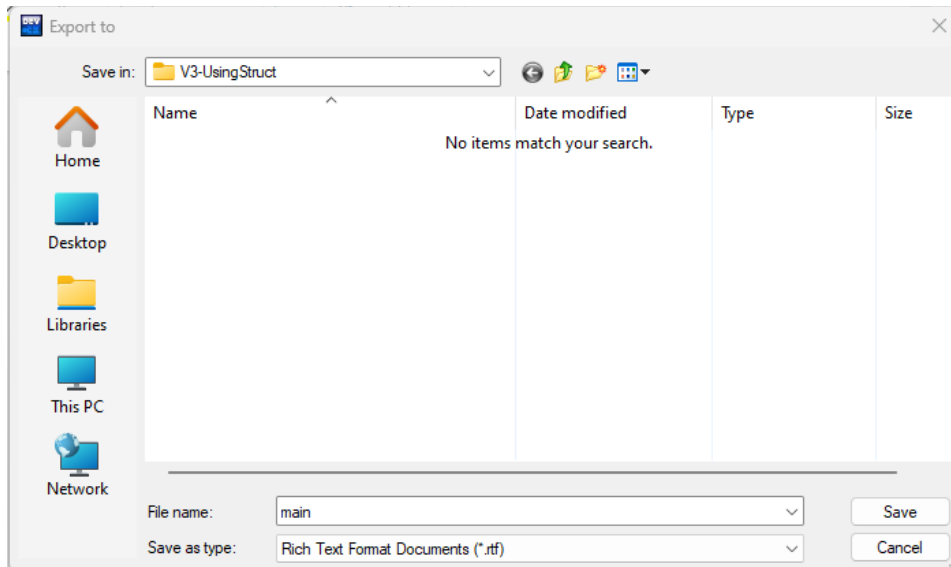 DEV
Export to
Save in: V3-UsingStruct
Name Date modified Type Size
No items match your search.
Home
Desktop
Libraries
This PC
Network
File name: main Save
Save as type: Rich Text Format Documents (*.rtf) Cancel